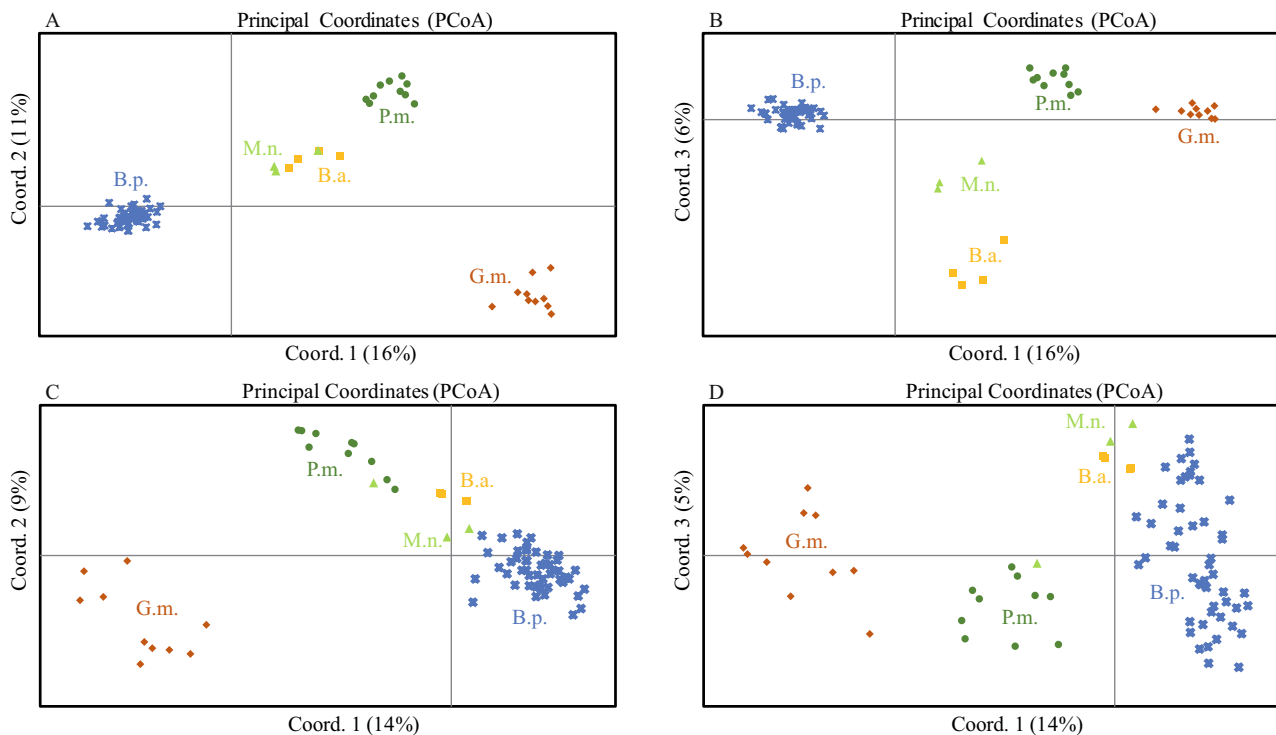 A
Principal Coordinates (PCoA)
Coord. 2 (11%)
P.m.
M.n.
B.a.
B.p.
G.m.
Coord. 1 (16%)
B
Principal Coordinates (PCoA)
Coord. 3 (6%)
B.p.
P.m.
G.m.
M.n.
B.a.
Coord. 1 (16%)
C
Principal Coordinates (PCoA)
Coord. 2 (9%)
P.m.
B.a.
M.n.
G.m.
B.p.
Coord. 1 (14%)
D
Principal Coordinates (PCoA)
Coord. 3 (5%)
M.n.
B.a.
G.m.
B.p.
P.m.
Coord. 1 (14%)